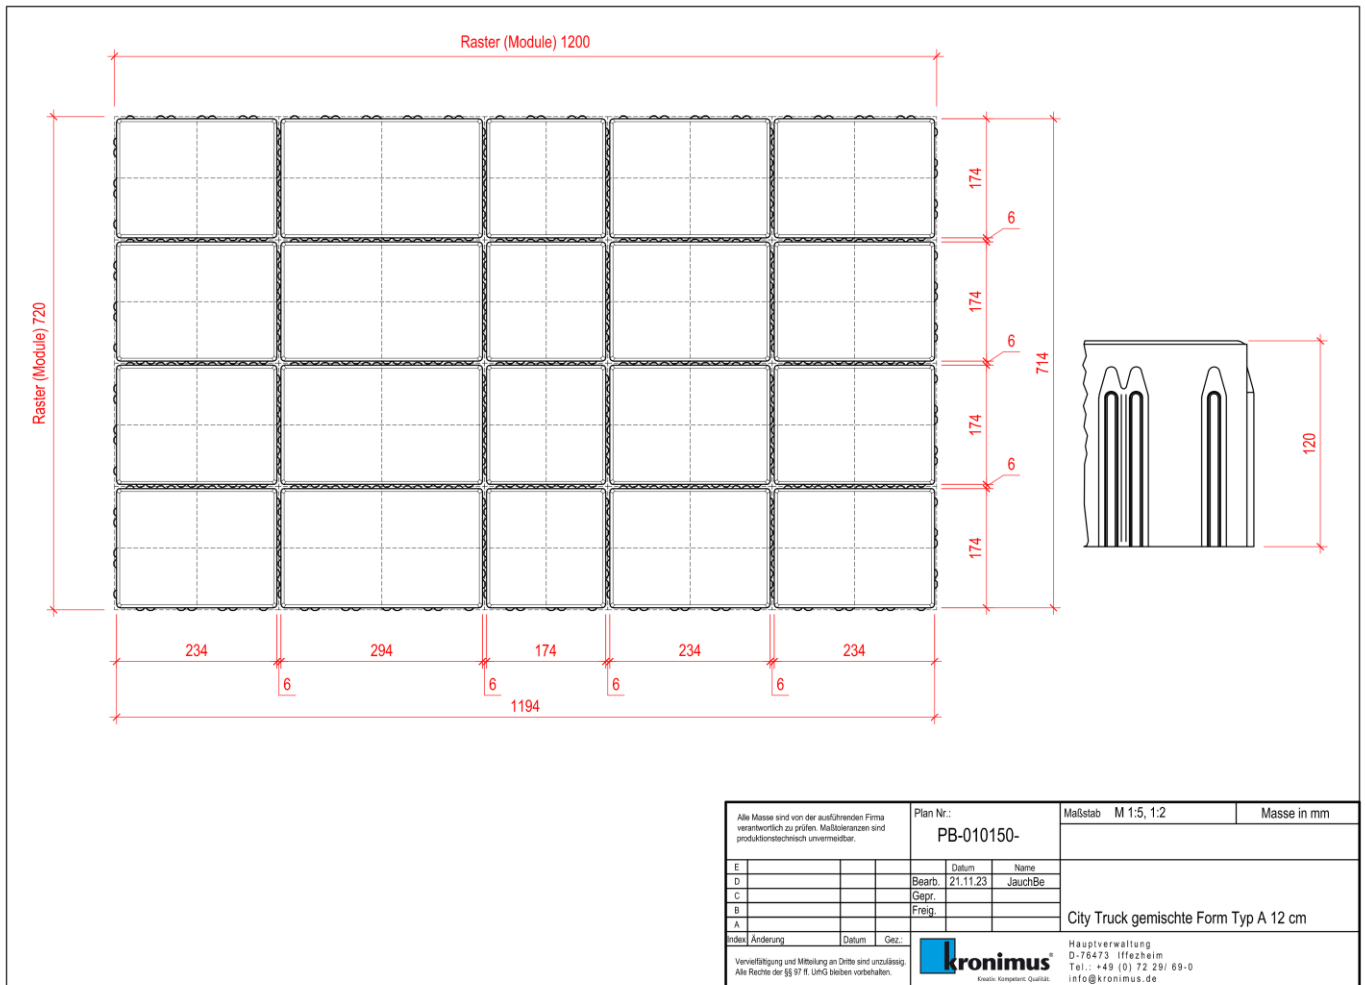 Raster (Module) 1200
Raster (Module) 720
174
6
174
6
714
174
6
174
120
234
294
174
234
234
6
6
6
6
1194
Alle Masse sind von der ausführenden Firma
verantwortlich zu prüfen. Maßtoleranzen sind
produktionstechnisch unvermeidbar.
Plan Nr.:
PB-010150-
Maßstab M 1:5, 1:2
Masse in mm
E
D
C
B
A
Index Änderung Datum Gez.:
Datum Name
Bearb. 21.11.23 JauchBe
Gepr.
Freig.
City Truck gemischte Form Typ A 12 cm
Vervielfältigung und Mitteilung an Dritte sind unzulässig.
Alle Rechte der §§ 97 ff. UrhG bleiben vorbehalten.
kronimus®
Kreativ. Kompetent. Qualität.
Hauptverwaltung
D-76473 Iffezheim
Tel.: +49 (0) 72 29/ 69-0
info@kronimus.de